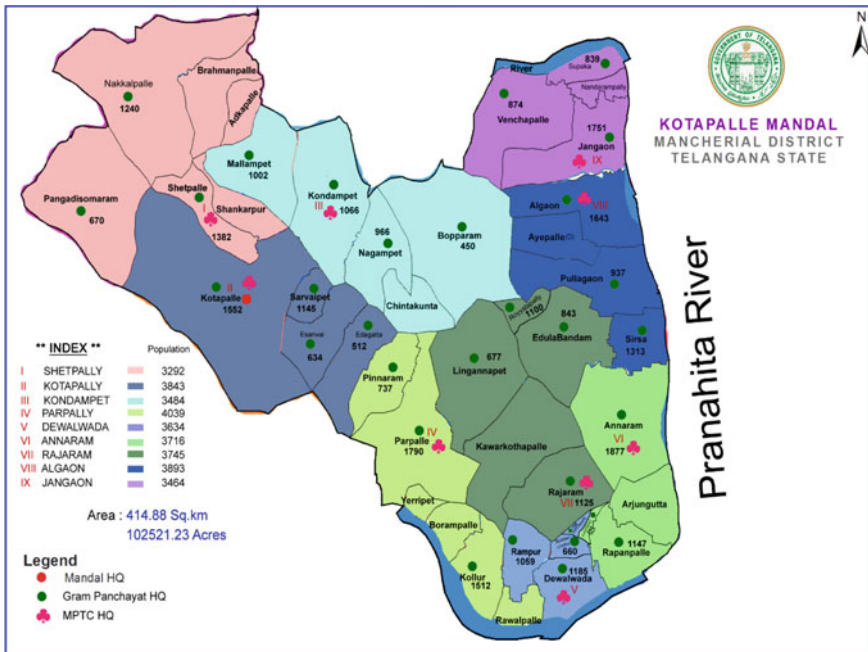 N
GOVERNMENT OF TELANGANA
KOTAPALLE MANDAL
MANCHERIAL DISTRICT
TELANGANA STATE
Nakkalpalle
1240
Brahmanpalle
Adkapalle
Pangadisomaram
670
Shetpalle
I
Shankarpur
1382
Mallampet
1002
Kondampet
III
1066
966
Nagampet
Bopparam
450
Chintakunta
River
839
Supaka
Nandarampally
874
Venchapalle
1751
Jangaon
IX
Algaon
VIII
1643
Ayepalle
937
Pullagaon
Sirsa
1313
II
Kotapalle
1552
Sarvaipet
1145
Esanwai
634
Edagatta
512
1100
843
EdulaBandam
677
Lingannapet
Pinnaram
737
Parpalle
IV
1790
Kawarkothapalle
Annaram
VI
1877
Rajaram
VII 1125
Arjungutta
1147
Rapanpalle
Yerripet
Borampalle
Kollur
1512
Rawalpalle
Rampur
1059
660
1185
Dewalwada
V
Pranahita River
** INDEX ** Population
I SHETPALLY 3292
II KOTAPALLY 3843
III KONDAMPET 3484
IV PARPALLY 4039
V DEWALWADA 3634
VI ANNARAM 3716
VII RAJARAM 3745
VIII ALGAON 3893
IX JANGAON 3464
Area : 414.88 Sq.km
102521.23 Acres
Legend
Mandal HQ
Gram Panchayat HQ
MPTC HQ